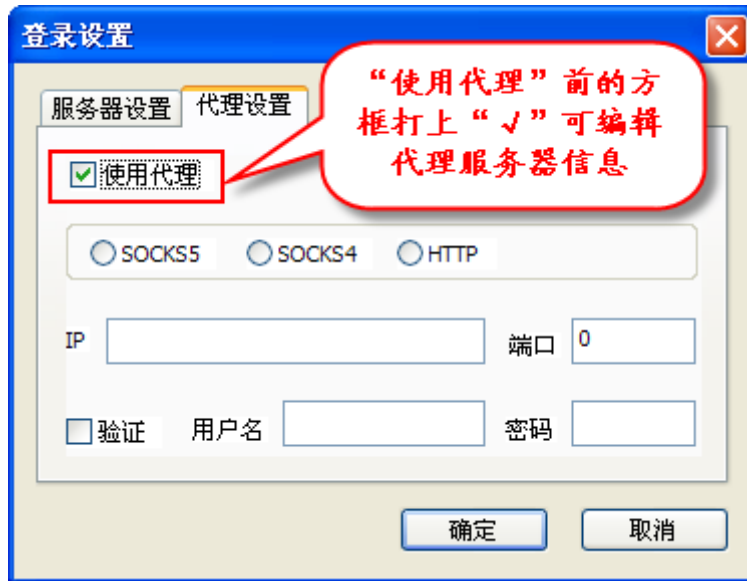 登录设置
服务器设置 代理设置
“使用代理”前的方
框打上“√”可编辑
代理服务器信息
使用代理
SOCKS5 SOCKS4 HTTP
IP 端口 0
验证 用户名 密码
确定 取消